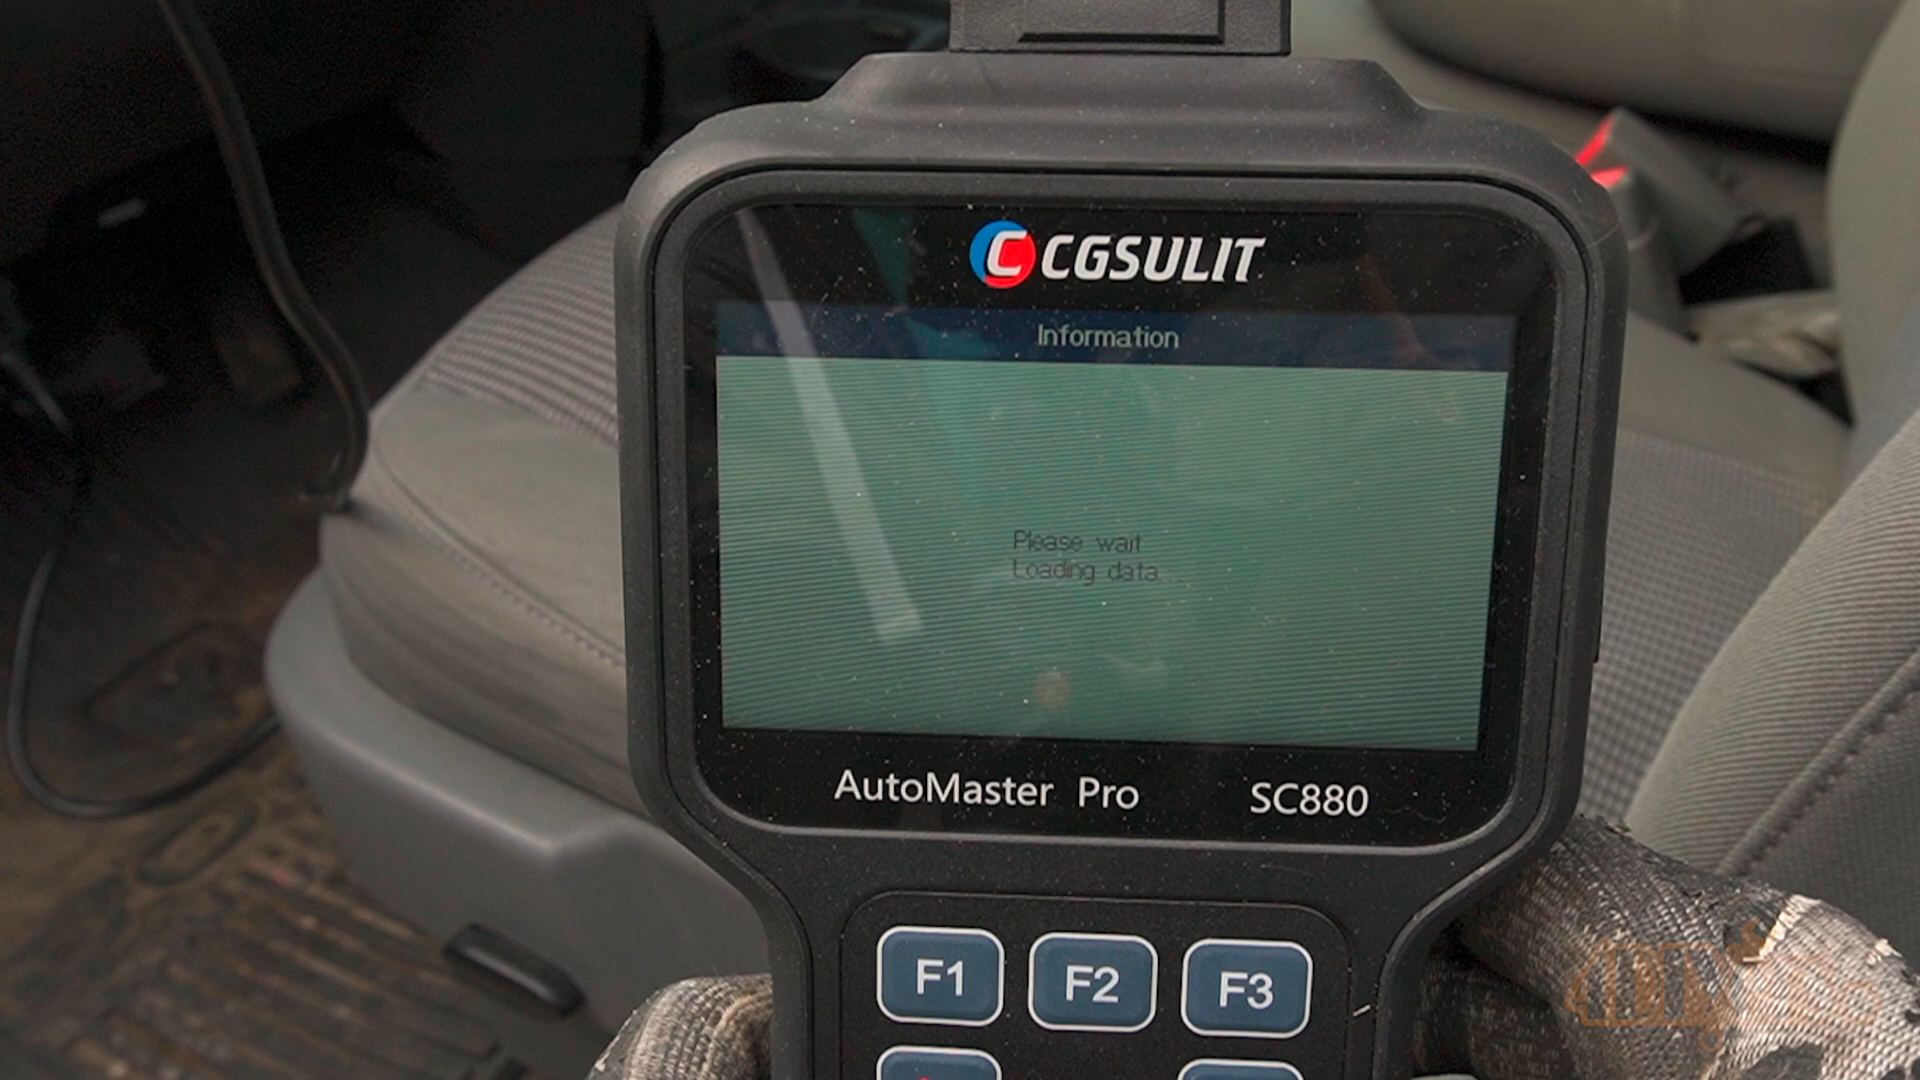 CGSULIT
Information
Please wait
Loading data...
AutoMaster Pro SC880
F1 F2 F3